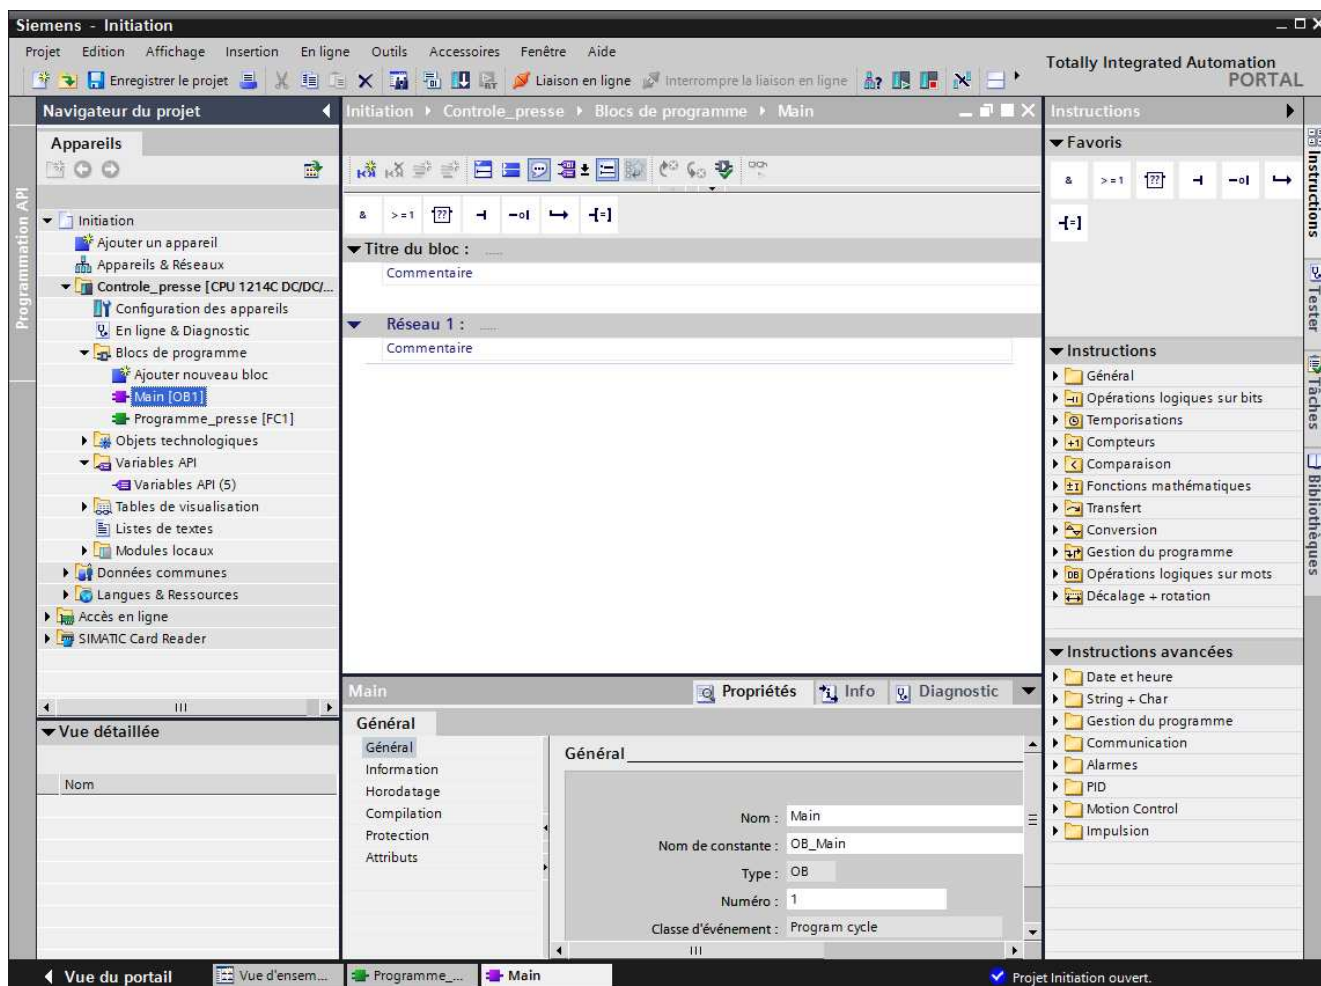 Siemens - Initiation
Projet Edition Affichage Insertion En ligne Outils Accessoires Fenêtre Aide
Totally Integrated Automation
PORTAL
Enregistrer le projet
Liaison en ligne
Interrompre la liaison en ligne
Navigateur du projet
Appareils
Programmation API
Initiation
Ajouter un appareil
Appareils & Réseaux
Controle_presse [CPU 1214C DC/DC/...
Configuration des appareils
En ligne & Diagnostic
Blocs de programme
Ajouter nouveau bloc
Main [OB1]
Programme_presse [FC1]
Objets technologiques
Variables API
Variables API (5)
Tables de visualisation
Listes de textes
Modules locaux
Données communes
Langues & Ressources
Accès en ligne
SIMATIC Card Reader
Vue détaillée
Nom
Initiation Controle_presse Blocs de programme Main
& >=1 ??
Titre du bloc : .....
Commentaire
Réseau 1 : .....
Commentaire
Main
Propriétés Info Diagnostic
Général
Général
Information
Horodatage
Compilation
Protection
Attributs
Général
Nom : Main
Nom de constante : OB_Main
Type : OB
Numéro : 1
Classe d'événement : Program cycle
Instructions
Favoris
& >=1 ??
Instructions
Général
Opérations logiques sur bits
Temporisations
Compteurs
Comparaison
Fonctions mathématiques
Transfert
Conversion
Gestion du programme
Opérations logiques sur mots
Décalage + rotation
Instructions avancées
Date et heure
String + Char
Gestion du programme
Communication
Alarmes
PID
Motion Control
Impulsion
Instructions
Tester
Tâches
Bibliothèques
Vue du portail
Vue d'ensem...
Programme_...
Main
Projet Initiation ouvert.